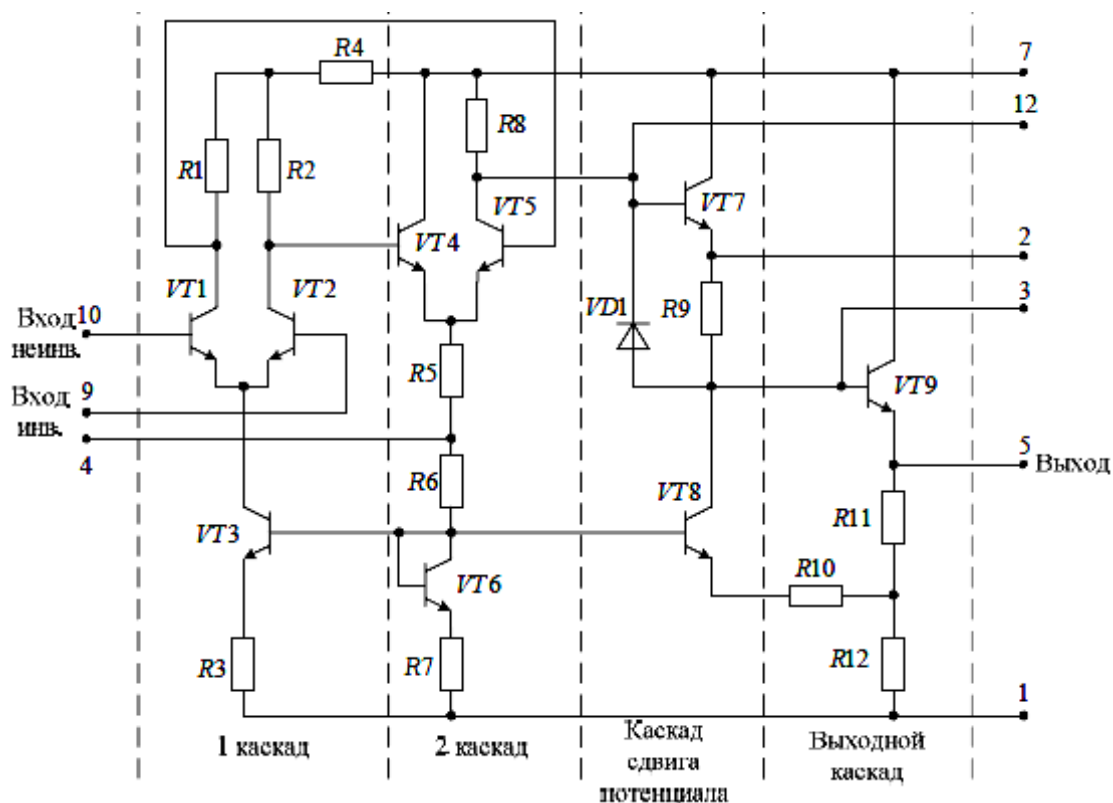 R4
7
12
R8
R1
R2
VT5
VT7
VT4
2
3
VT1
VT2
VD1
R9
Вход
10
неинв.
VT9
R5
Вход
9
инв.
4
5
Выход
R6
VT8
R11
VT3
VT6
R10
R3
R7
R12
1
1 каскад
2 каскад
Каскад
сдвига
потенциала
Выходной
каскад